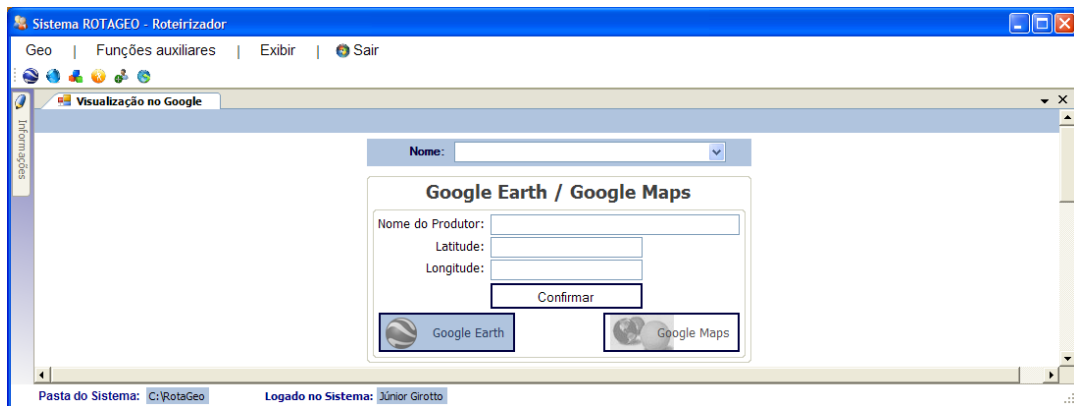 Sistema ROTAGEO - Roteirizador
Geo | Funções auxiliares | Exibir | Sair
Visualização no Google
Informações
Nome:
Google Earth / Google Maps
Nome do Produtor:
Latitude:
Longitude:
Confirmar
Google Earth Google Maps
Pasta do Sistema: C:\RotaGeo Logado no Sistema: Júnior Girotto